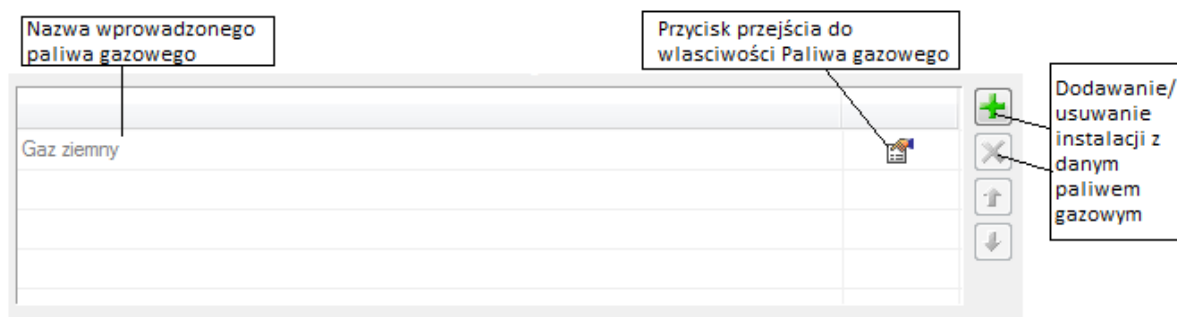 Nazwa wprowadzonego
paliwa gazowego
Przycisk przejścia do
wlasciwości Paliwa gazowego
Dodawanie/
usuwanie
instalacji z
danym
paliwem
gazowym
Gaz ziemny